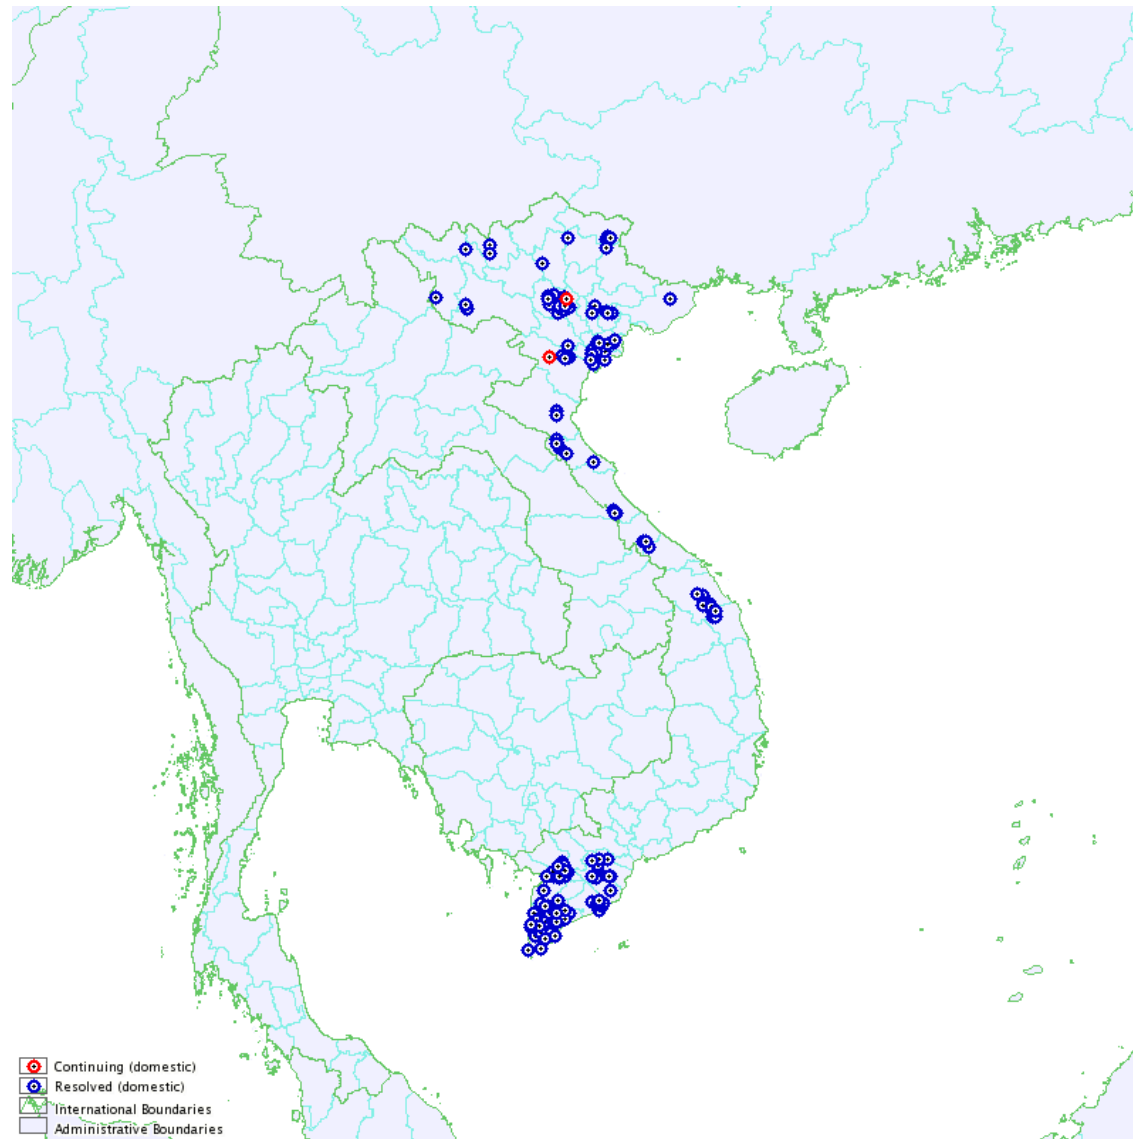 Continuing (domestic)
Resolved (domestic)
International Boundaries
Administrative Boundaries